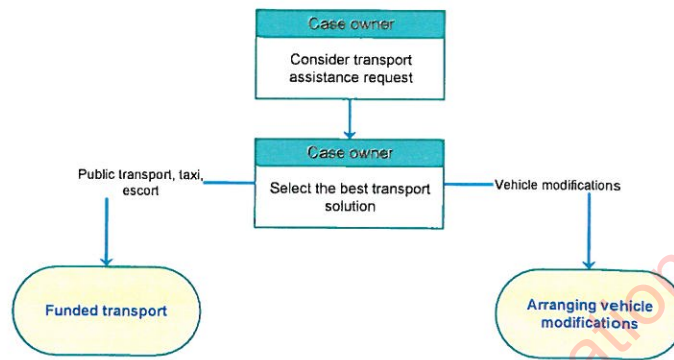 Case owner
Consider transport
assistance request
Case owner
Select the best transport
solution
Public transport, taxi,
escort
Vehicle modifications
Funded transport
Arranging vehicle
modifications